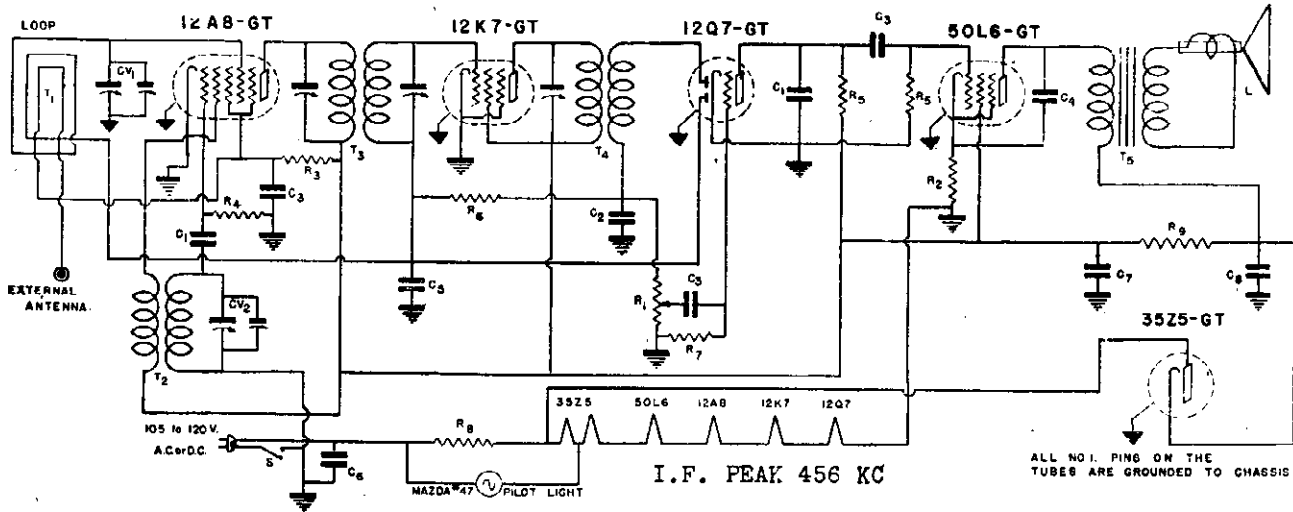 LOOP
12A8-GT
12K7-GT
12Q7-GT
C3
50L6-GT
CV1
T1
T3
T4
C1
R5
R5
C4
L
T5
R3
C3
R4
C1
R6
C2
R2
R9
EXTERNAL
ANTENNA.
CV2
C5
R1
C3
R7
C7
C8
35Z5-GT
T2
35Z5
50L6
12A8
12K7
12Q7
105 to 120 V.
A.C. or D.C.
S
C6
R8
MAZDA #47 PILOT LIGHT
I.F. PEAK 456 KC
ALL NO 1. PINS ON THE
TUBES ARE GROUNDED TO CHASSIS